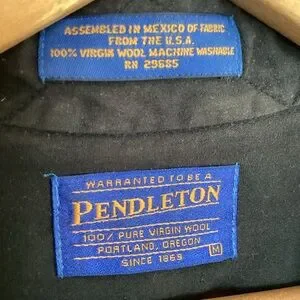 ASSEMBLED IN MEXICO OF FABRIC
FROM THE U.S.A.
100% VIRGIN WOOL MACHINE WASHABLE
RN 29685
WARRANTED TO BE A
PENDLETON
100% PURE VIRGIN WOOL
PORTLAND, OREGON
SINCE 1863
M